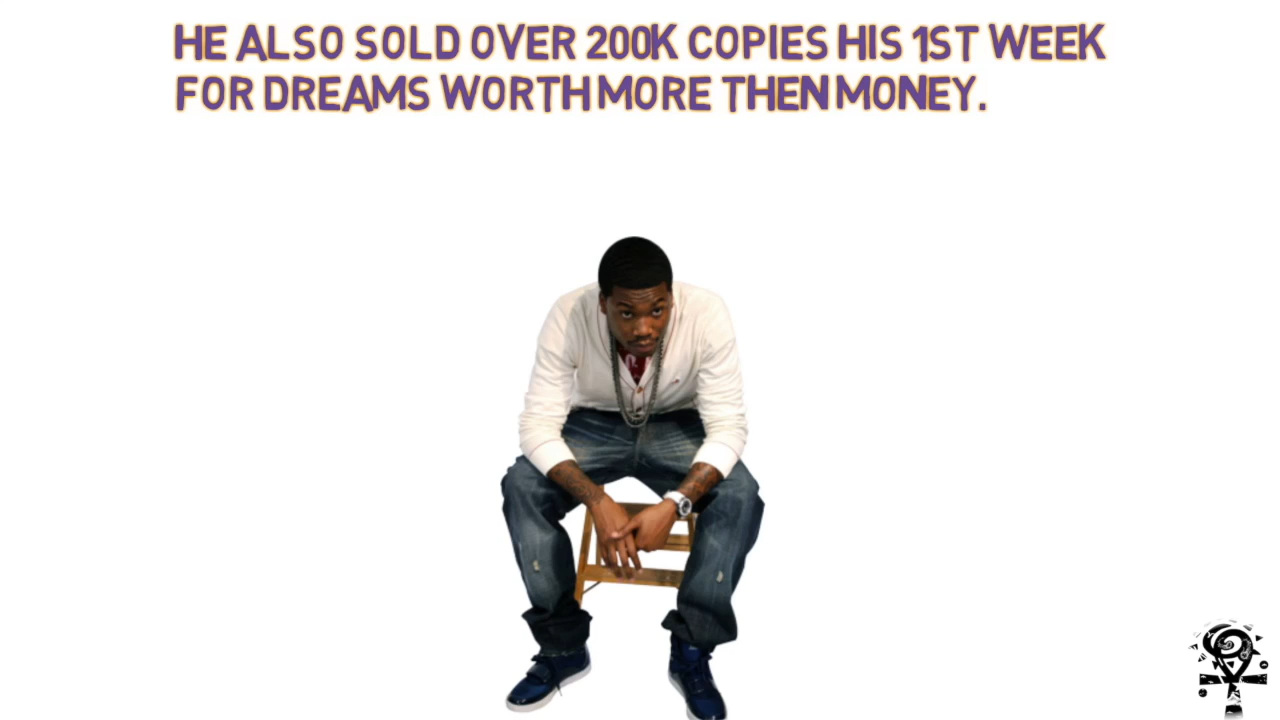 HE ALSO SOLD OVER 200K COPIES HIS 1ST WEEK
FOR DREAMS WORTH MORE THEN MONEY.